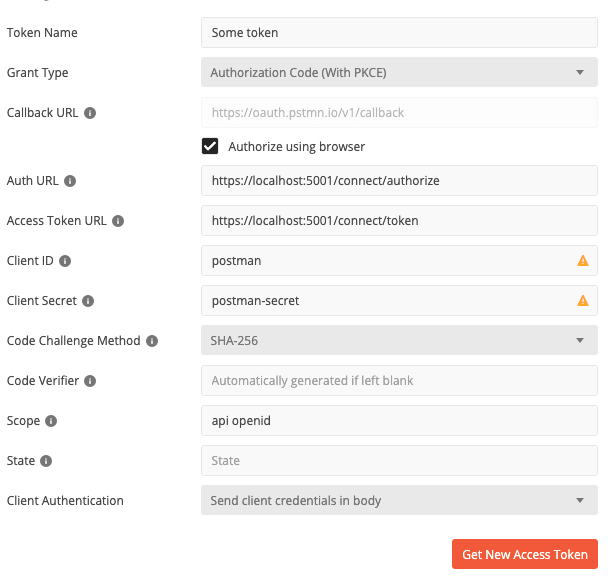 Token Name Some token
Grant Type Authorization Code (With PKCE)
Callback URL https://oauth.pstmn.io/v1/callback
Authorize using browser
Auth URL https://localhost:5001/connect/authorize
Access Token URL https://localhost:5001/connect/token
Client ID postman
Client Secret postman-secret
Code Challenge Method SHA-256
Code Verifier Automatically generated if left blank
Scope api openid
State State
Client Authentication Send client credentials in body
Get New Access Token